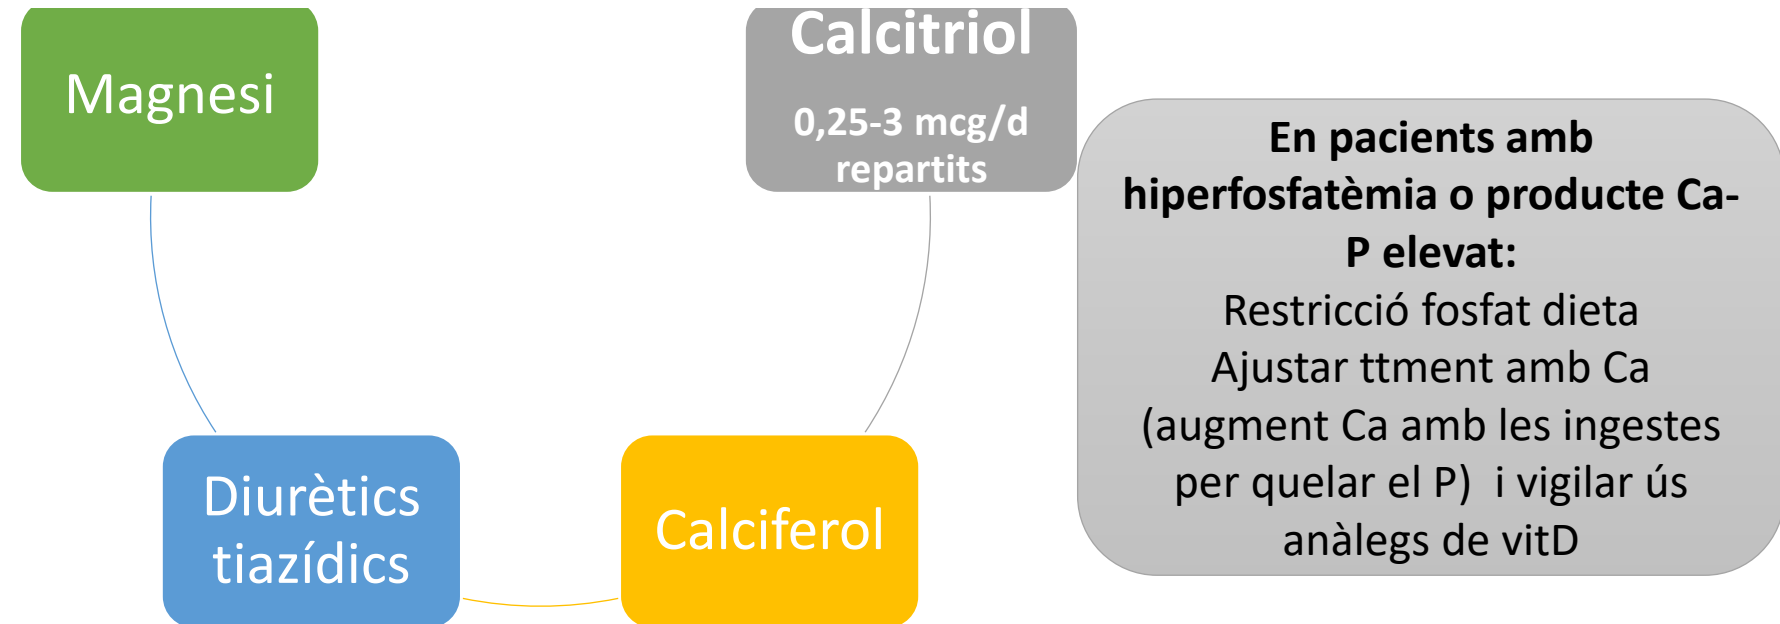 Magnesi
Calcitriol
0,25-3 mcg/d
repartits
En pacients amb
hiperfosfatèmia o producte Ca-
P elevat:
Restricció fosfat dieta
Ajustar ttment amb Ca
(augment Ca amb les ingestes
per quelar el P) i vigilar ús
anàlegs de vitD
Diurètics
tiazídics
Calciferol